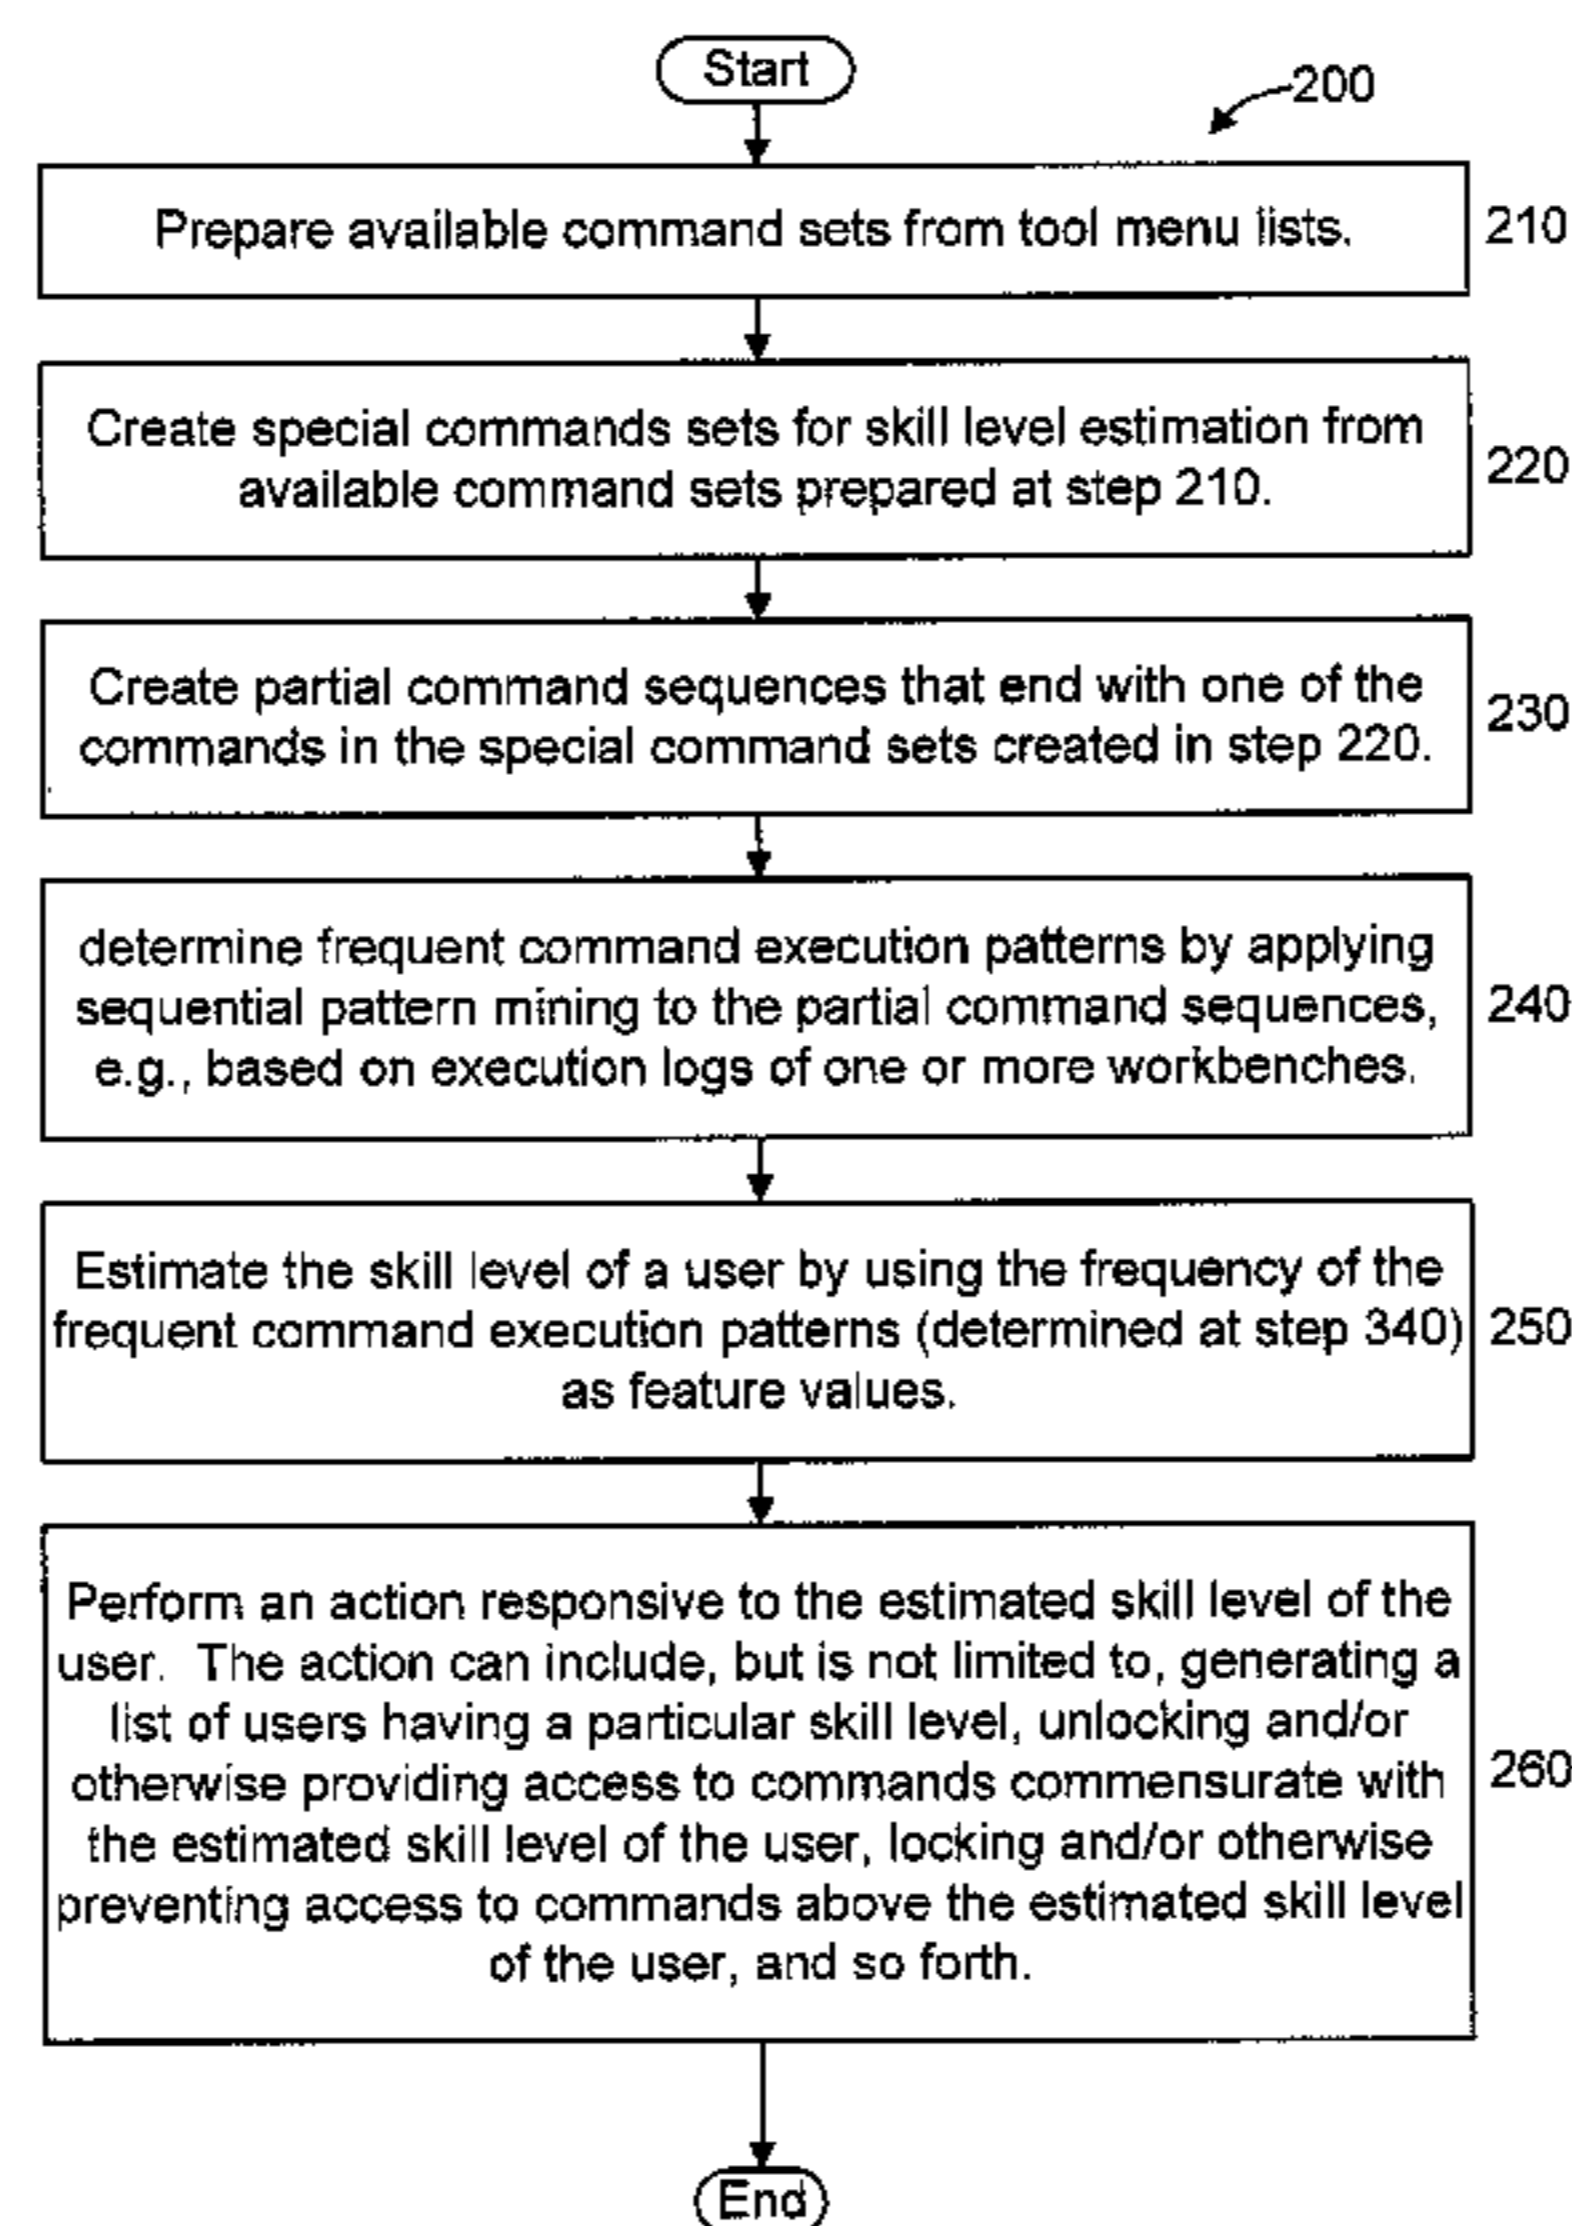 Start
200
Prepare available command sets from tool menu lists.
210
Create special commands sets for skill level estimation from
available command sets prepared at step 210.
220
Create partial command sequences that end with one of the
commands in the special command sets created in step 220.
230
determine frequent command execution patterns by applying
sequential pattern mining to the partial command sequences,
e.g., based on execution logs of one or more workbenches.
240
Estimate the skill level of a user by using the frequency of the
frequent command execution patterns (determined at step 340)
as feature values.
250
Perform an action responsive to the estimated skill level of the
user. The action can include, but is not limited to, generating a
list of users having a particular skill level, unlocking and/or
otherwise providing access to commands commensurate with
the estimated skill level of the user, locking and/or otherwise
preventing access to commands above the estimated skill level
of the user, and so forth.
260
End